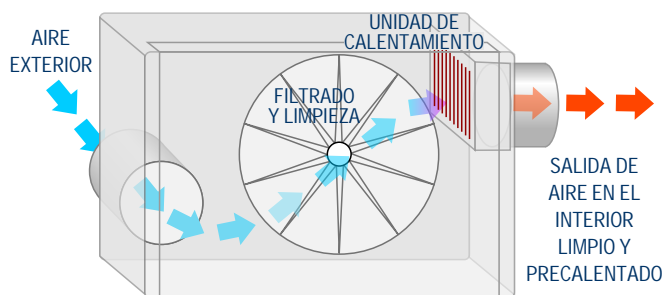 AIRE
EXTERIOR
FILTRADO
Y LIMPIEZA
UNIDAD DE
CALENTAMIENTO
SALIDA DE
AIRE EN EL
INTERIOR
LIMPIO Y
PRECALENTADO